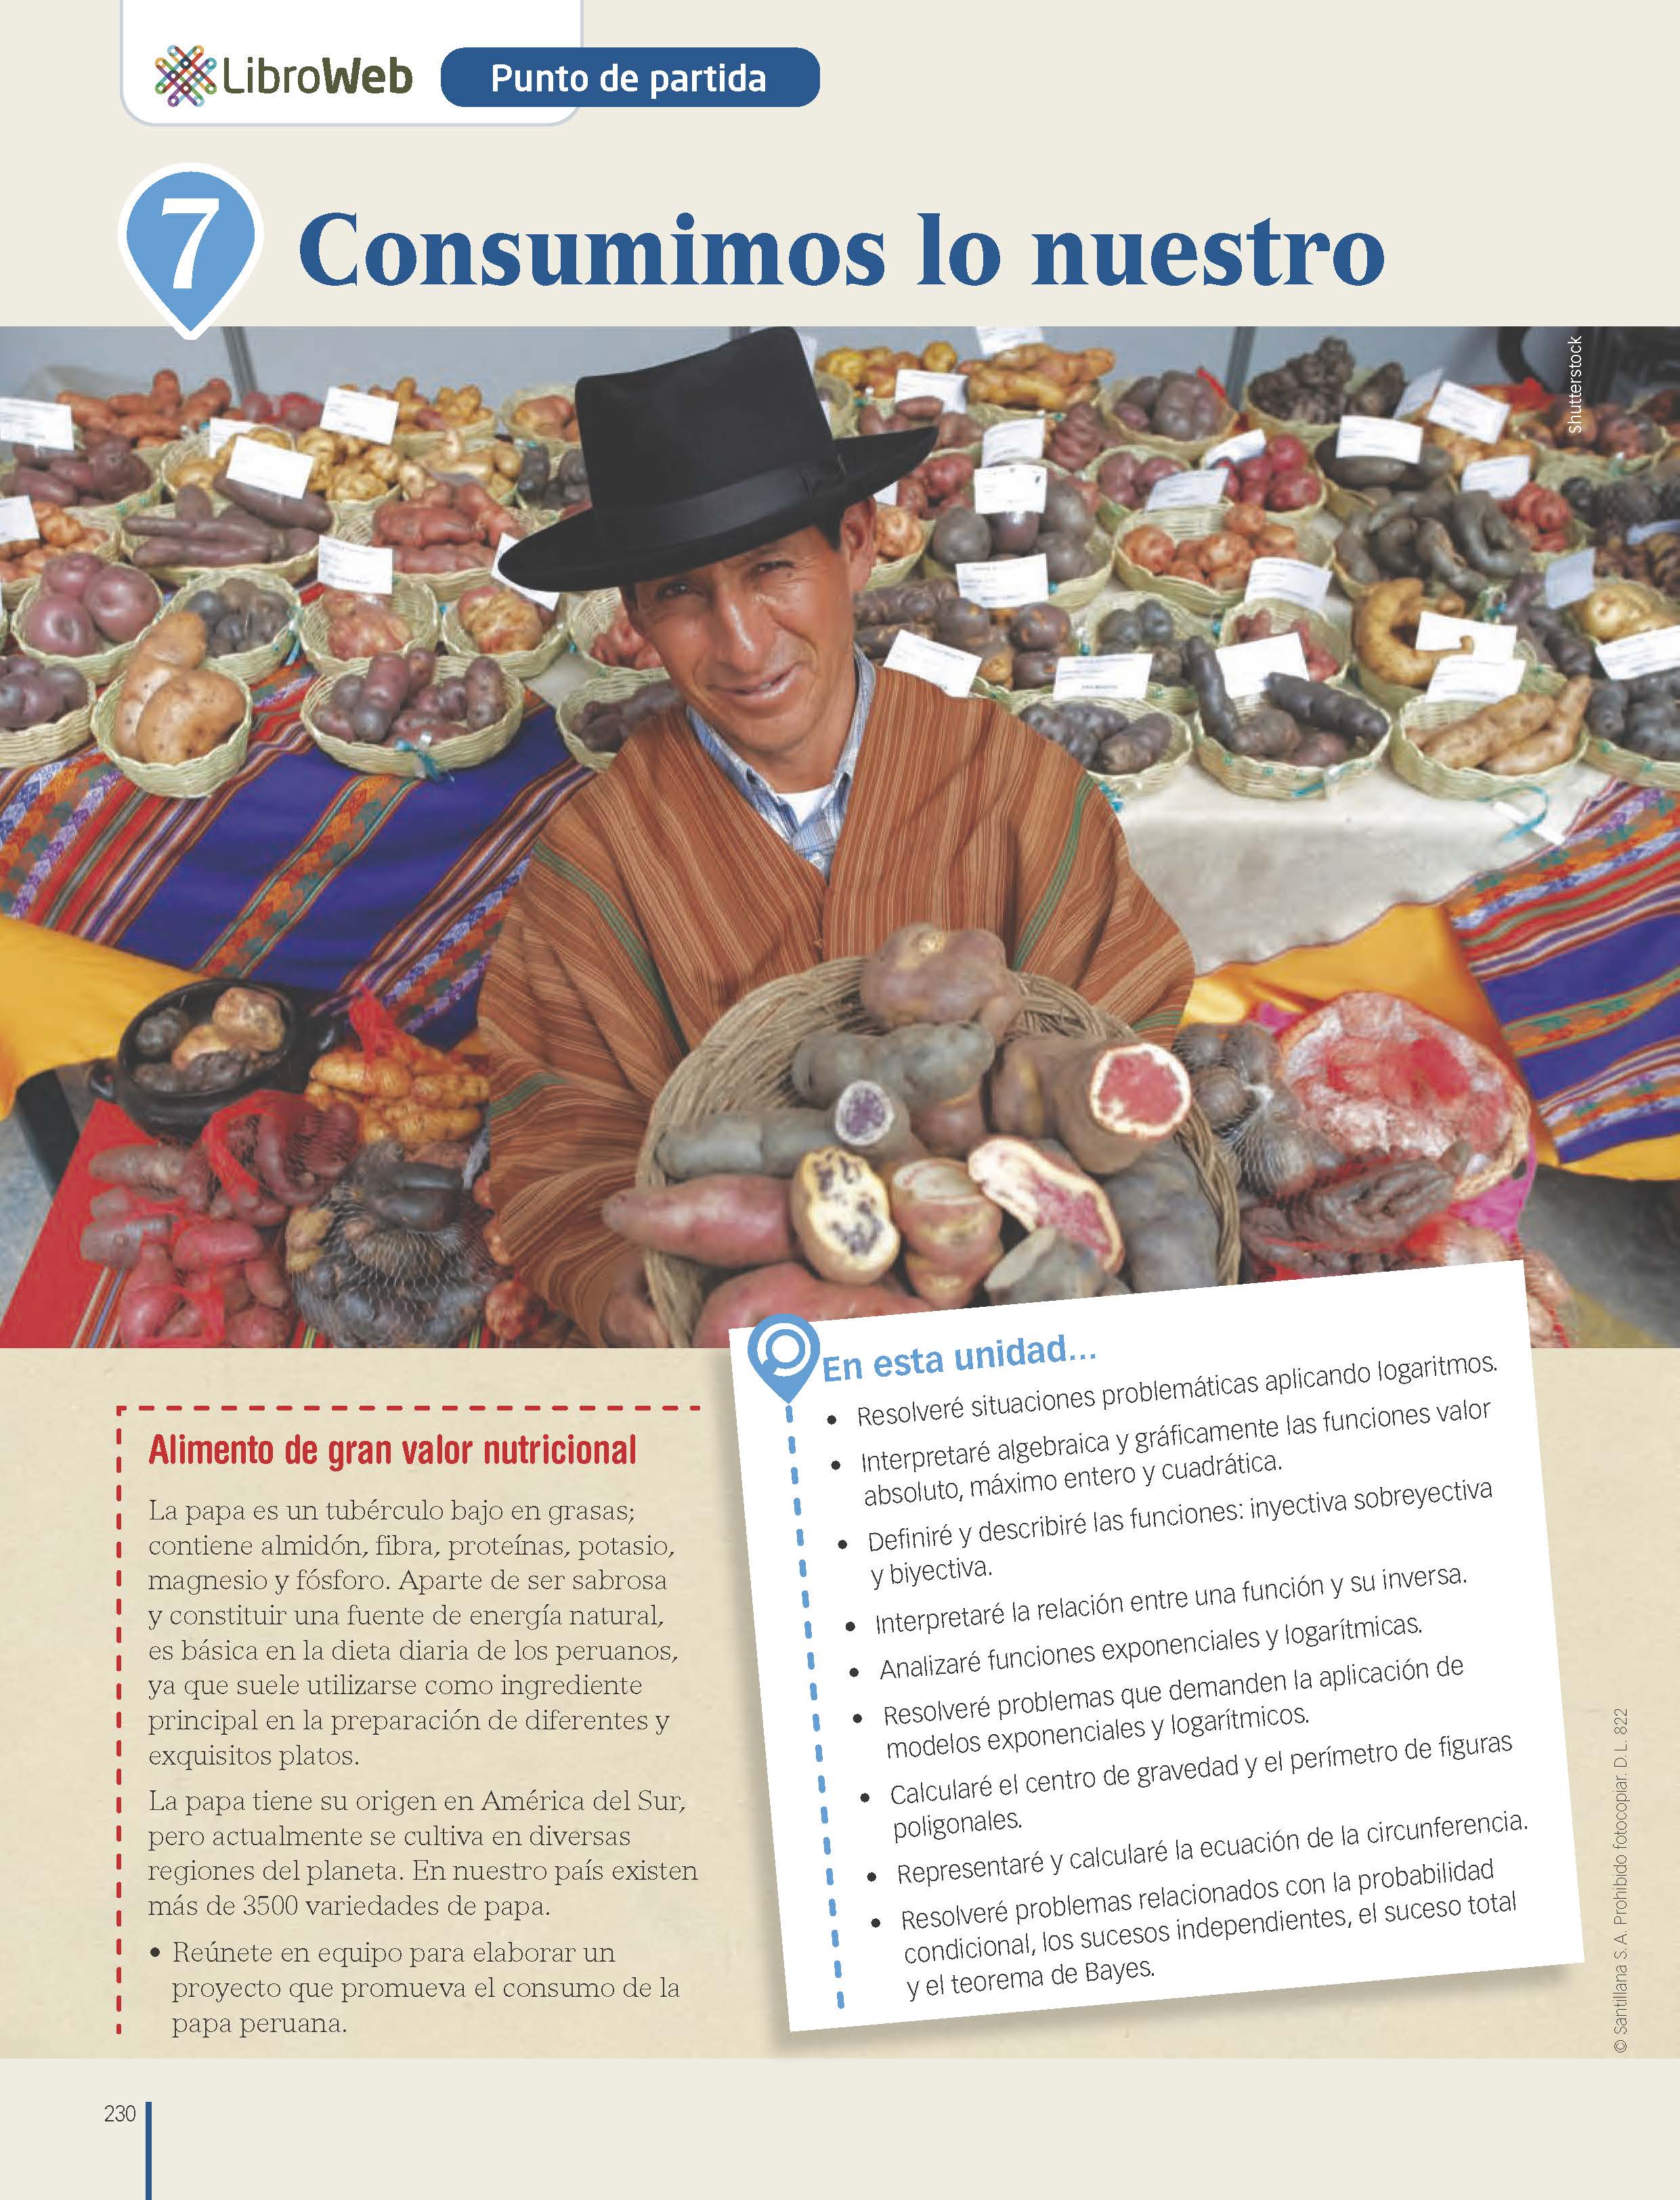 LibroWeb
Punto de partida
7
Consumimos lo nuestro
Shutterstock
Alimento de gran valor nutricional
La papa es un tubérculo bajo en grasas;
contiene almidón, fibra, proteínas, potasio,
magnesio y fósforo. Aparte de ser sabrosa
y constituir una fuente de energía natural,
es básica en la dieta diaria de los peruanos,
ya que suele utilizarse como ingrediente
principal en la preparación de diferentes y
exquisitos platos.
La papa tiene su origen en América del Sur,
pero actualmente se cultiva en diversas
regiones del planeta. En nuestro país existen
más de 3500 variedades de papa.
• Reúnete en equipo para elaborar un
proyecto que promueva el consumo de la
papa peruana.
En esta unidad...
• Resolveré situaciones problemáticas aplicando logaritmos.
• Interpretaré algebraica y gráficamente las funciones valor
absoluto, máximo entero y cuadrática.
• Definiré y describiré las funciones: inyectiva sobreyectiva
y biyectiva.
• Interpretaré la relación entre una función y su inversa.
• Analizaré funciones exponenciales y logarítmicas.
• Resolveré problemas que demanden la aplicación de
modelos exponenciales y logarítmicos.
• Calcularé el centro de gravedad y el perímetro de figuras
poligonales.
• Representaré y calcularé la ecuación de la circunferencia.
• Resolveré problemas relacionados con la probabilidad
condicional, los sucesos independientes, el suceso total
y el teorema de Bayes.
© Santillana S. A. Prohibido fotocopiar. D. L. 822
230